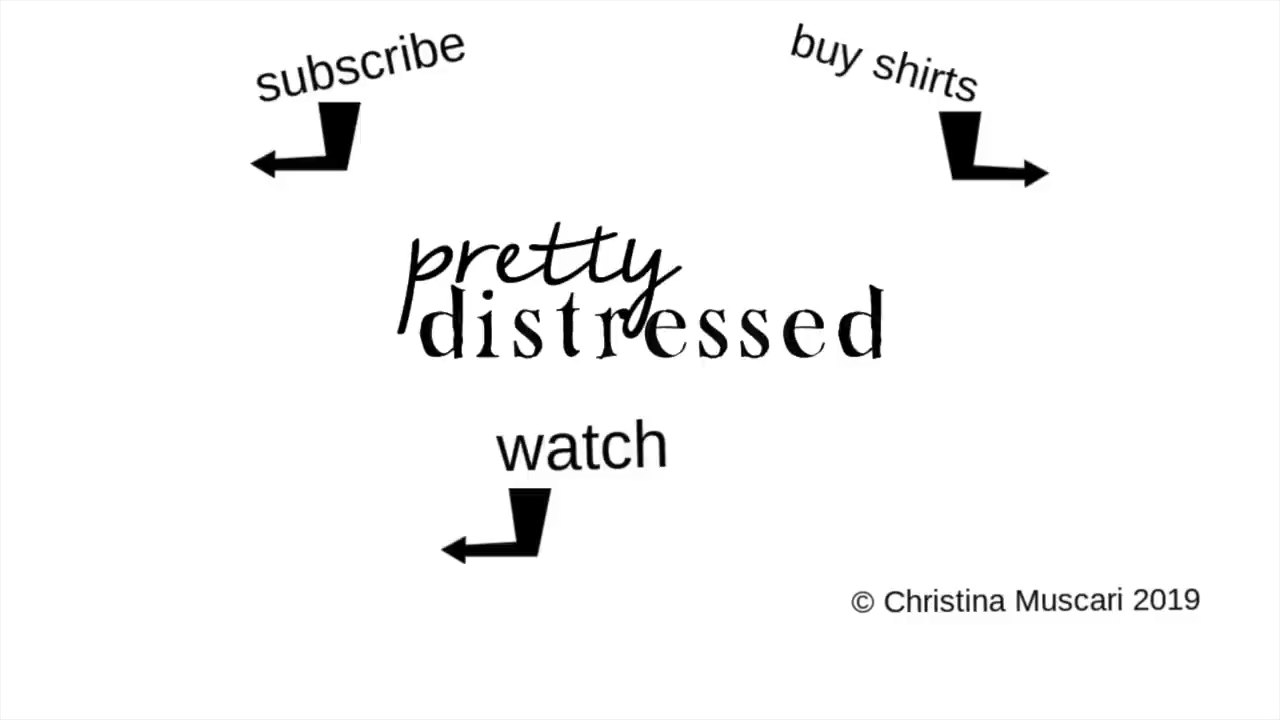 subscribe
buy shirts
pretty
distressed
watch
© Christina Muscari 2019